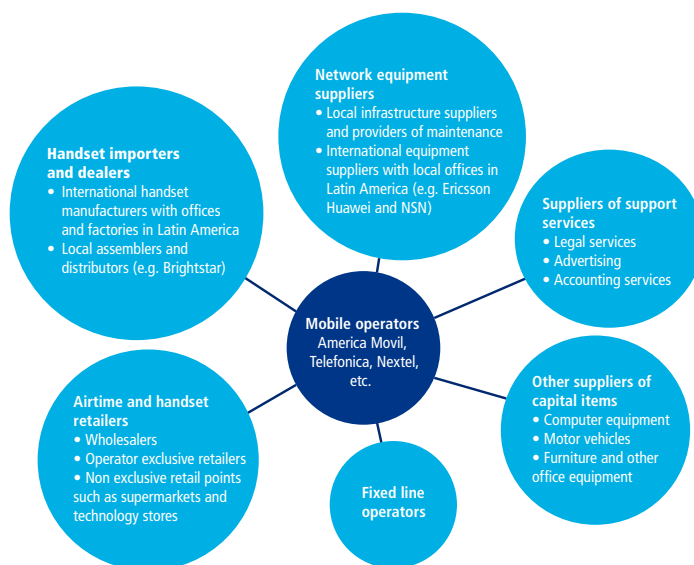 Network equipment
suppliers
• Local infrastructure suppliers
and providers of maintenance
• International equipment
suppliers with local offices in
Latin America (e.g. Ericsson
Huawei and NSN)
Handset importers
and dealers
• International handset
manufacturers with offices
and factories in Latin America
• Local assemblers and
distributors (e.g. Brightstar)
Suppliers of support
services
• Legal services
• Advertising
• Accounting services
Mobile operators
America Movil,
Telefonica, Nextel,
etc.
Airtime and handset
retailers
• Wholesalers
• Operator exclusive retailers
• Non exclusive retail points
such as supermarkets and
technology stores
Other suppliers of
capital items
• Computer equipment
• Motor vehicles
• Furniture and other
office equipment
Fixed line
operators